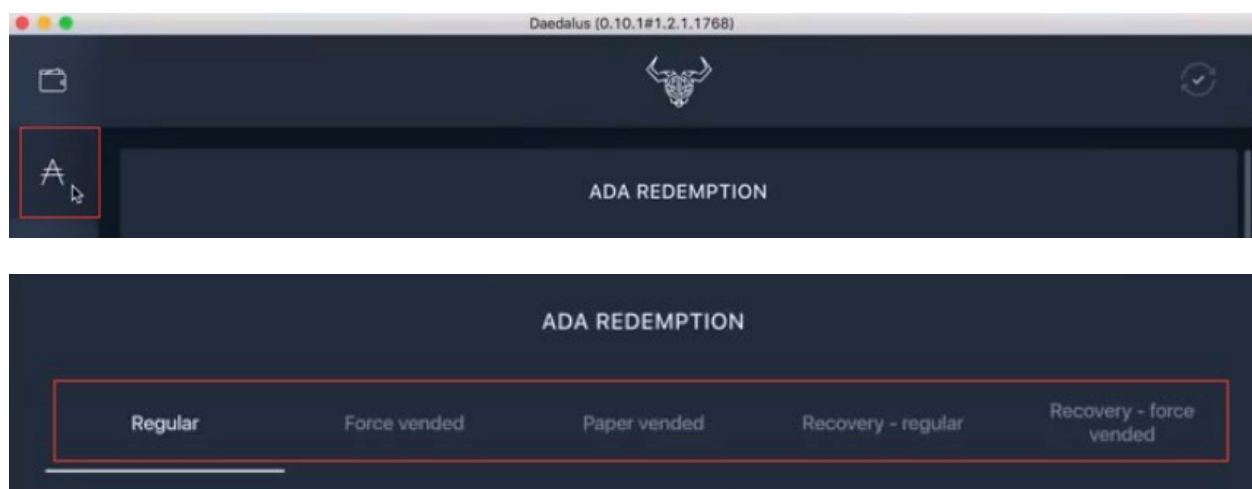 Daedalus (0.10.1#1.2.1.1768)
ADA REDEMPTION
ADA REDEMPTION
Regular
Force vended
Paper vended
Recovery - regular
Recovery - force
vended